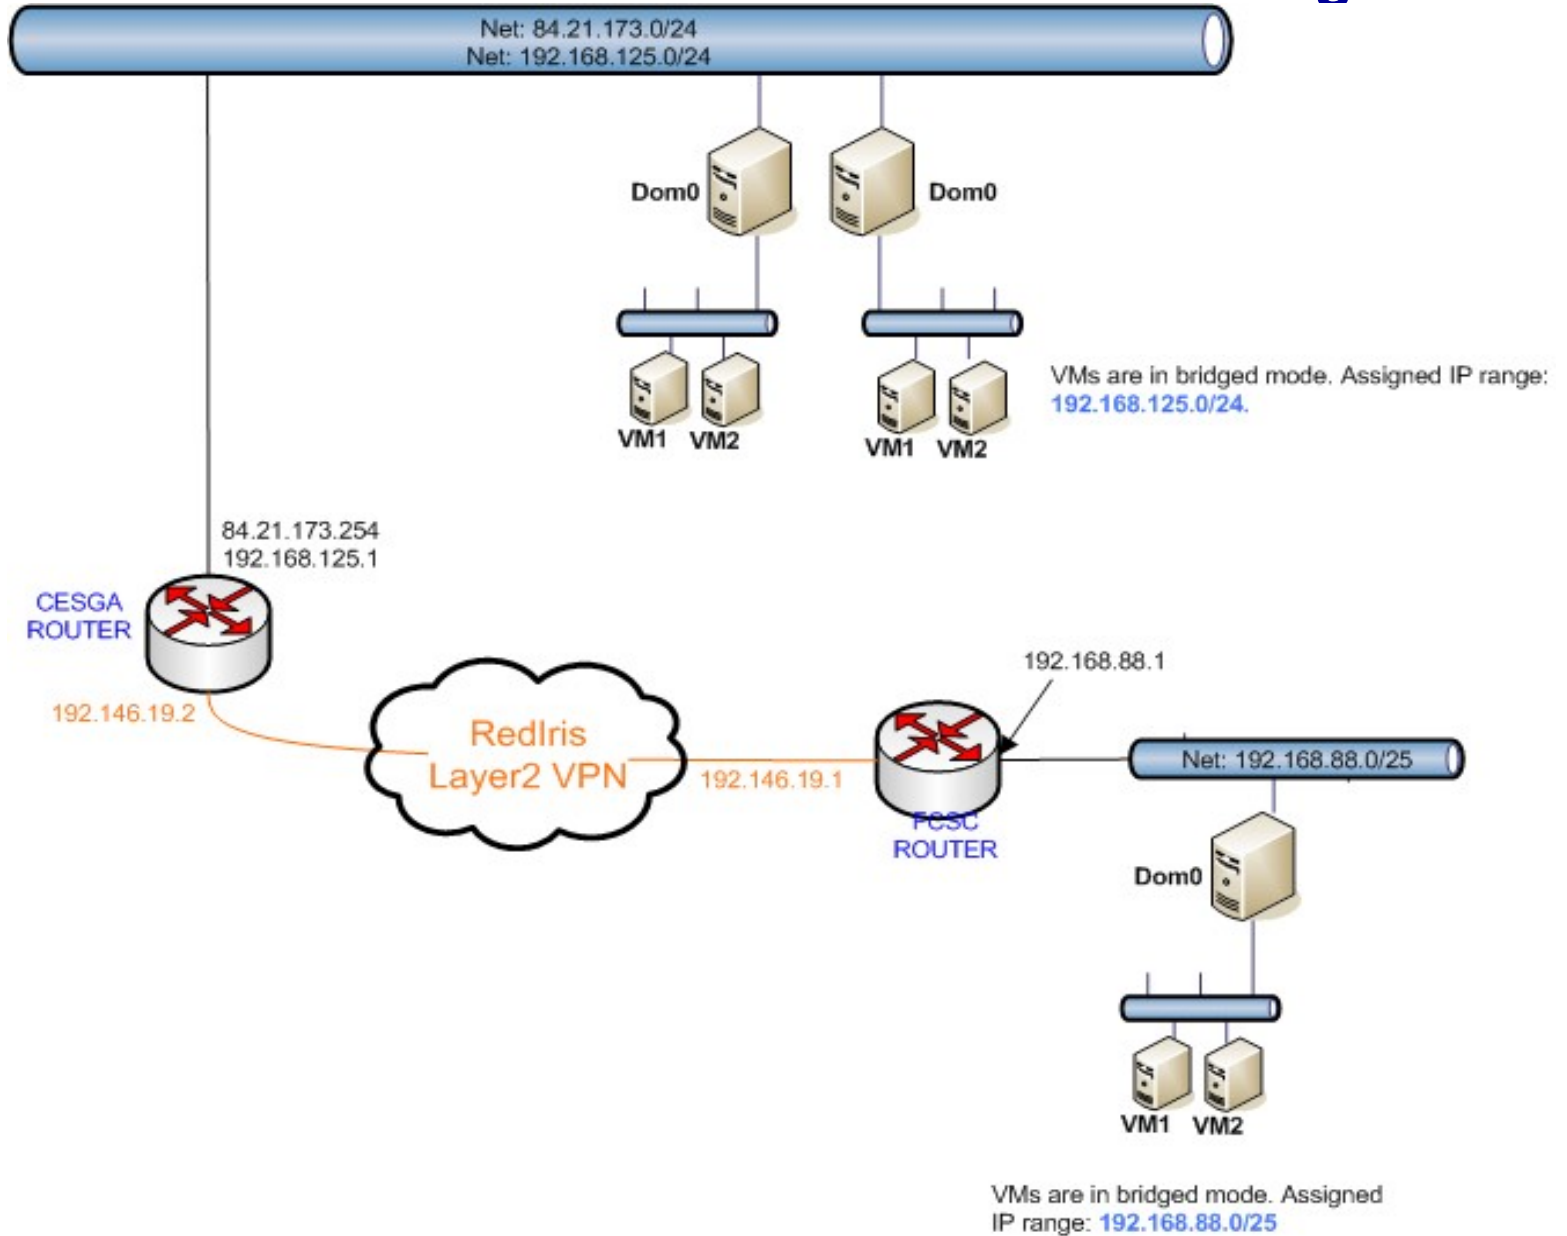 Net: 84.21.173.0/24
Net: 192.168.125.0/24
Dom0
Dom0
VMs are in bridged mode. Assigned IP range:
192.168.125.0/24.
VM1
VM2
VM1
VM2
84.21.173.254
192.168.125.1
CESGA
ROUTER
192.146.19.2
RedIris
Layer2 VPN
192.146.19.1
192.168.88.1
FCSC
ROUTER
Net: 192.168.88.0/25
Dom0
VM1
VM2
VMs are in bridged mode. Assigned
IP range: 192.168.88.0/25